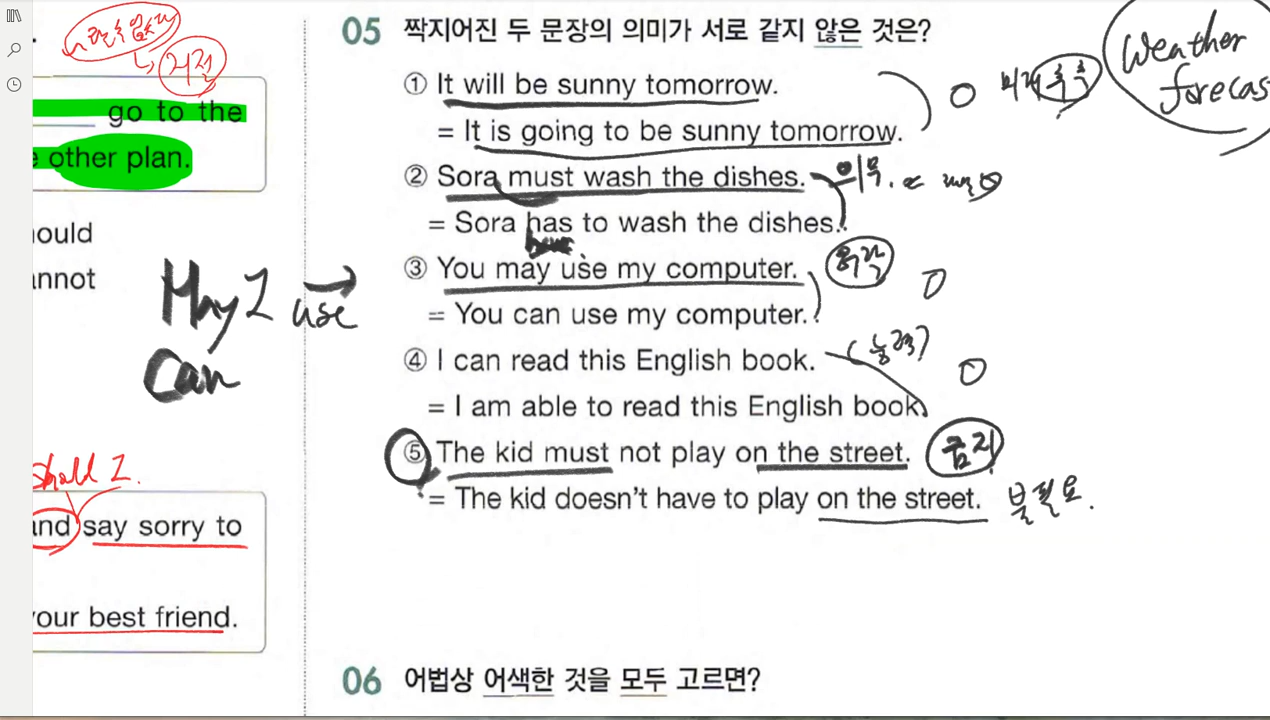 거절
go to the
e other plan.
ould
nnot
May I use
Can
Should I.
and say sorry to
our best friend.
05 짝지어진 두 문장의 의미가 서로 같지 않은 것은?
① It will be sunny tomorrow.
= It is going to be sunny tomorrow.
Weather
forecas
② Sora must wash the dishes.
의무.
= Sora has to wash the dishes.
have
③ You may use my computer.
허락
= You can use my computer.
④ I can read this English book.
(능력)
= I am able to read this English book.
⑤ The kid must not play on the street.
금지
= The kid doesn't have to play on the street.
불필요.
06 어법상 어색한 것을 모두 고르면?